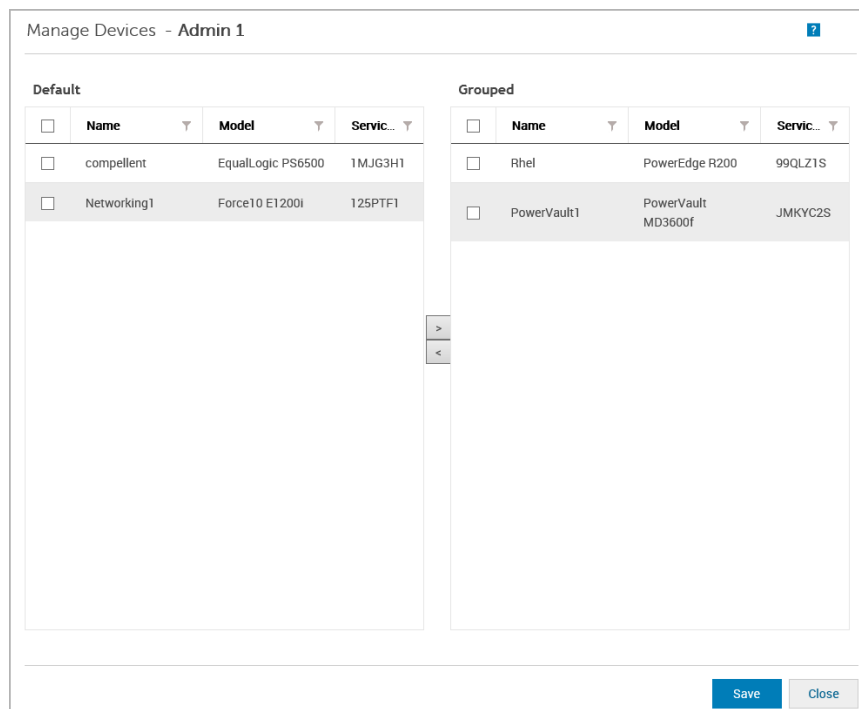 Manage Devices - Admin 1
?
Default
Name Model Servic...
compellent EqualLogic PS6500 1MJG3H1
Networking1 Force10 E1200i 125PTF1
>
<
Grouped
Name Model Servic...
Rhel PowerEdge R200 99QLZ1S
PowerVault1 PowerVault MD3600f JMKYC2S
Save Close